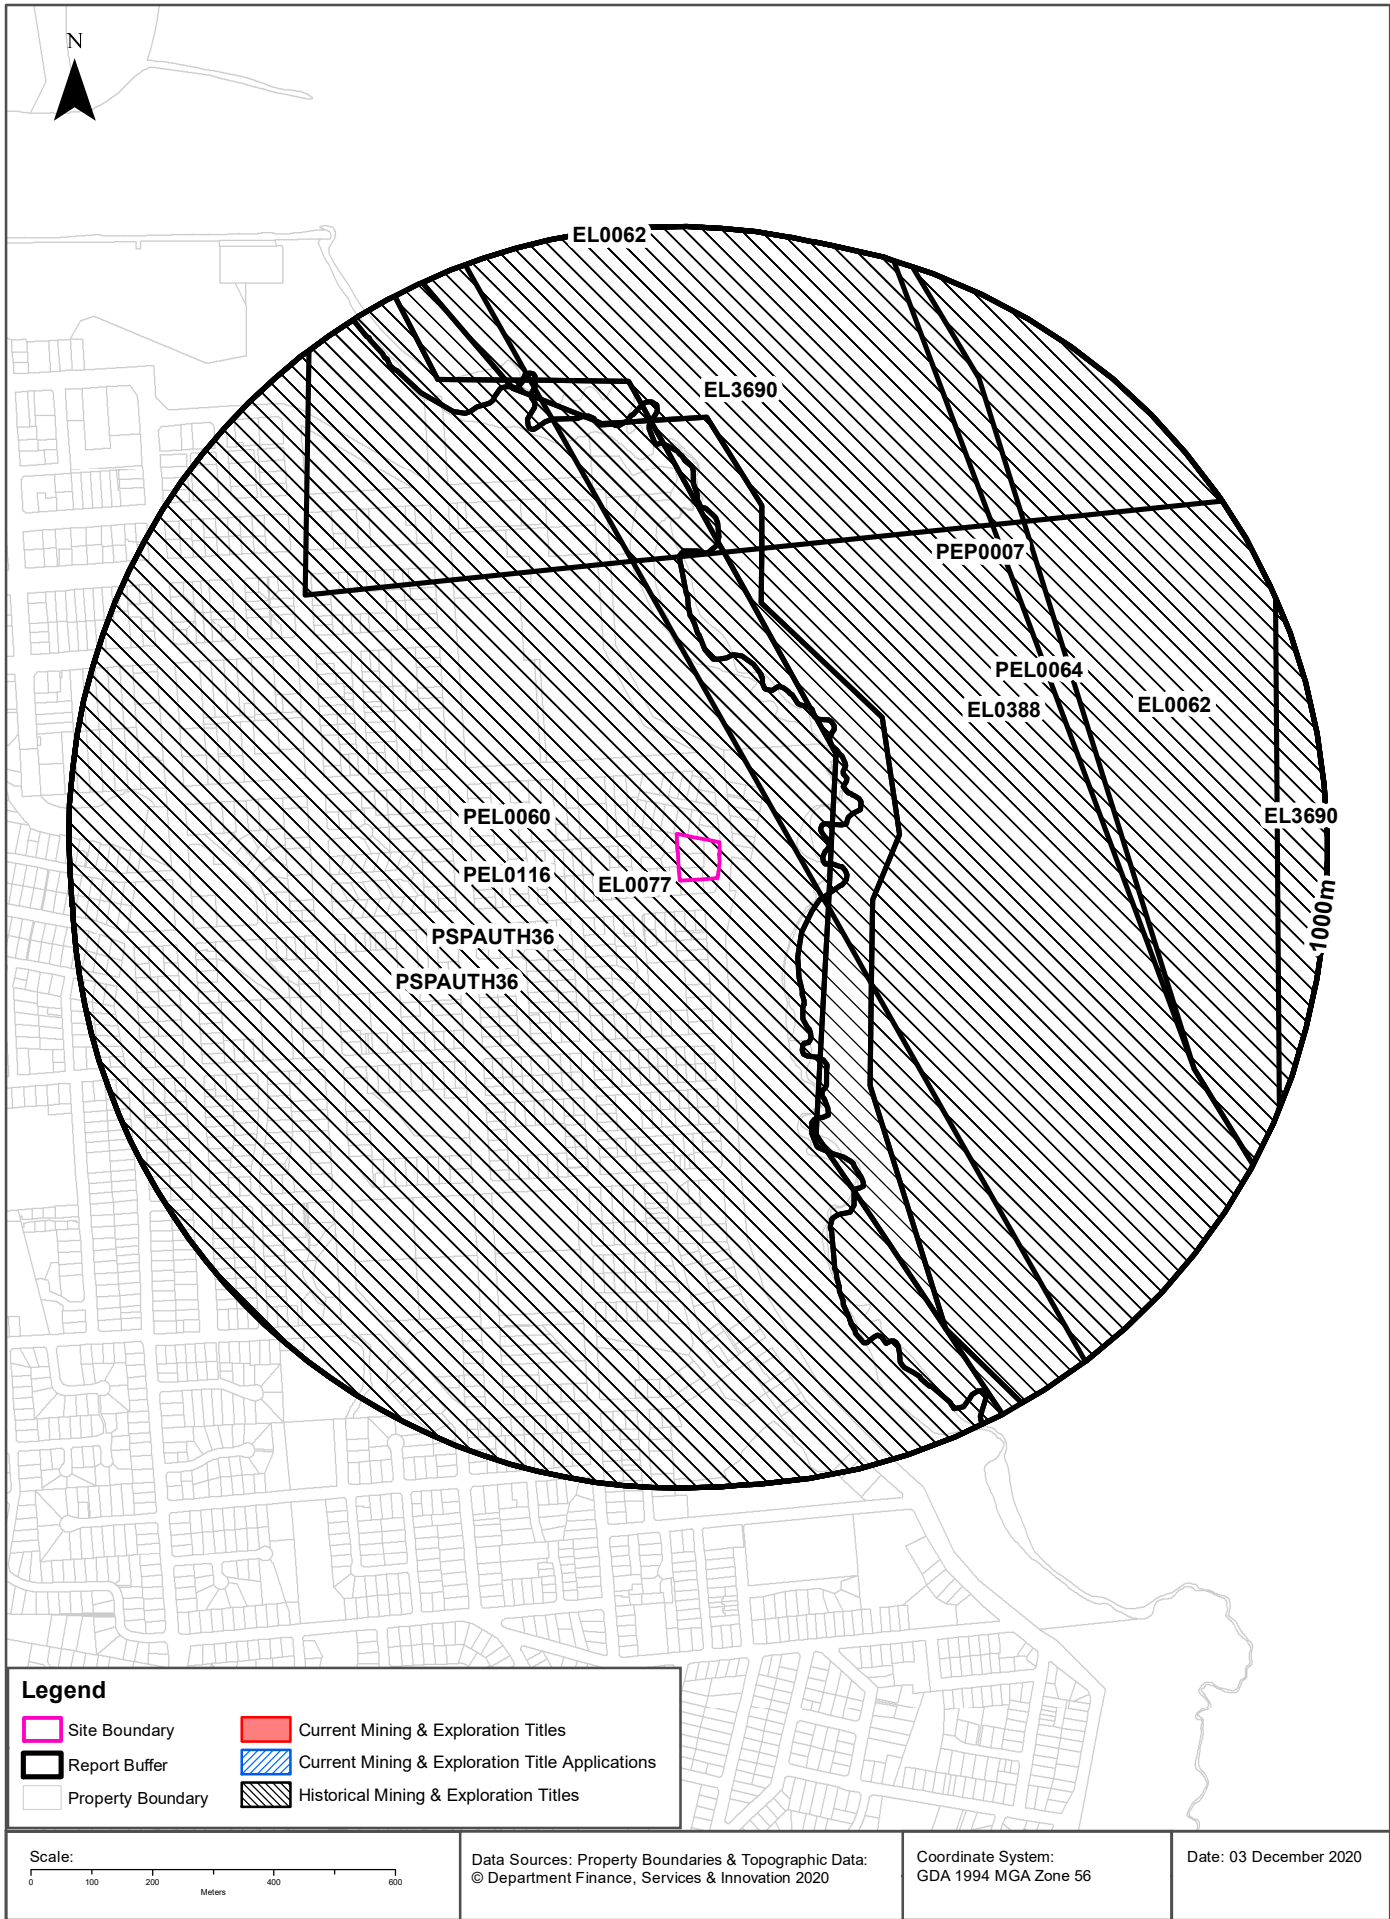 N
EL0062
EL3690
PEP0007
PEL0064
EL0388
EL0062
PEL0060
EL3690
PEL0116
EL0077
1000m
PSPAUTH36
PSPAUTH36
Legend
Site Boundary
Report Buffer
Property Boundary
Current Mining & Exploration Titles
Current Mining & Exploration Title Applications
Historical Mining & Exploration Titles
Scale:
0 100 200 400 600
Meters
Data Sources: Property Boundaries & Topographic Data:
© Department Finance, Services & Innovation 2020
Coordinate System:
GDA 1994 MGA Zone 56
Date: 03 December 2020